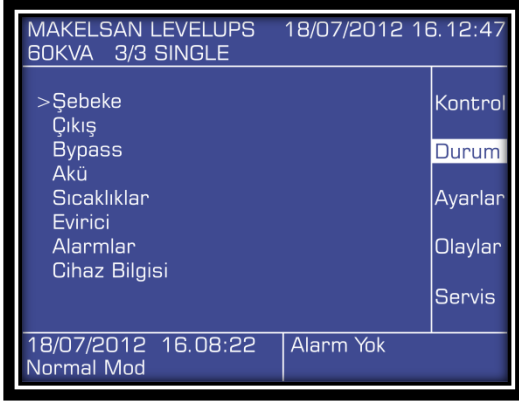 MAKELSAN LEVELUPS 18/07/2012 16.12:47
60KVA 3/3 SINGLE
>Şebeke
Çıkış
Bypass
Akü
Sıcaklıklar
Evirici
Alarmlar
Cihaz Bilgisi
Kontrol
Durum
Ayarlar
Olaylar
Servis
18/07/2012 16.08:22
Normal Mod
Alarm Yok